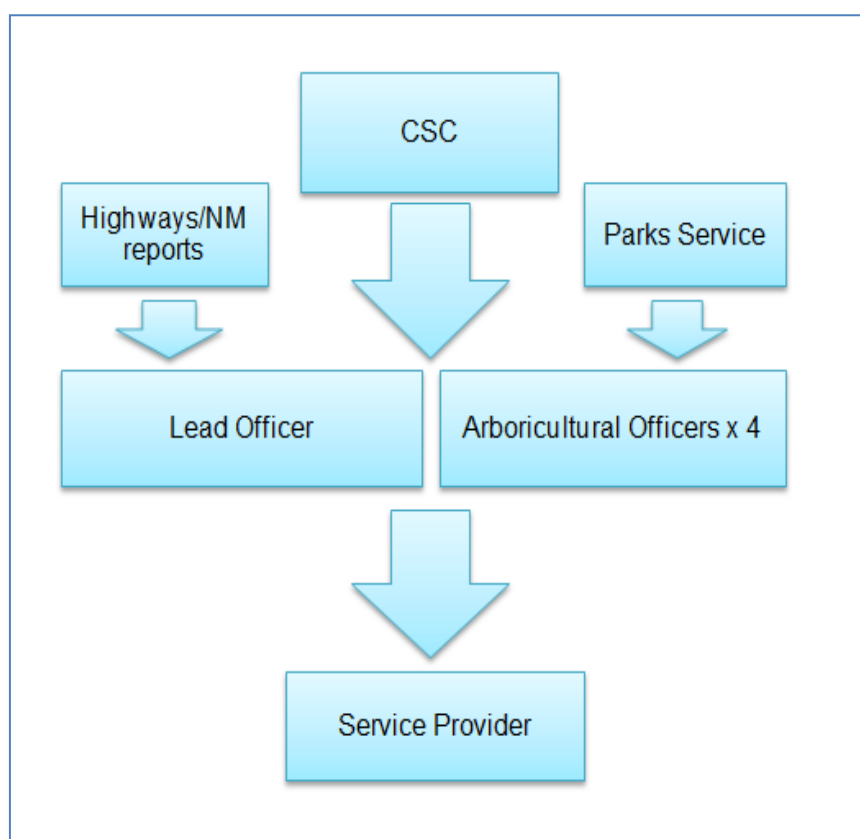 CSC
Highways/NM
reports
Parks Service
Lead Officer
Arboricultural Officers x 4
Service Provider